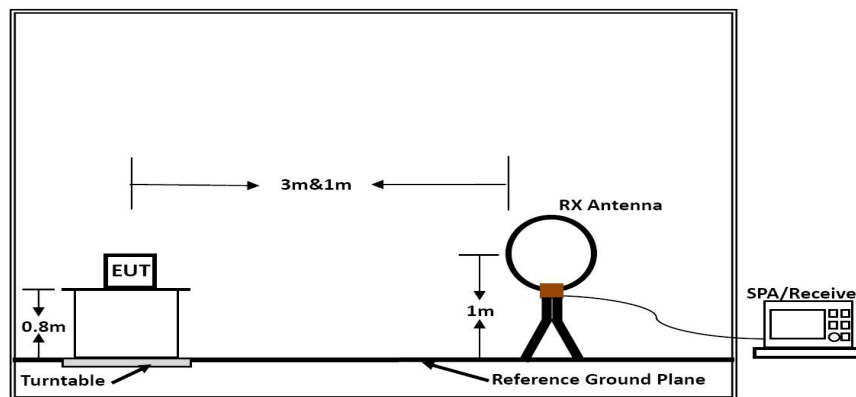 3m&1m
RX Antenna
EUT
SPA/Receive
0.8m
1m
Turntable
Reference Ground Plane